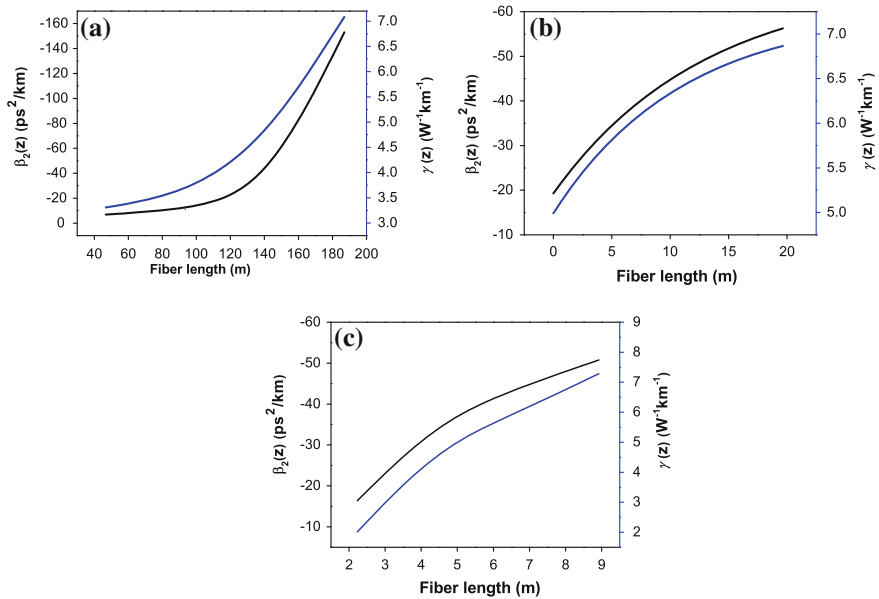 (a)
-160
-140
-120
-100
-80
-60
-40
-20
0
β₂(z) (ps²/km)
7.0
6.5
6.0
5.5
5.0
4.5
4.0
3.5
3.0
γ (z) (W⁻¹km⁻¹)
40 60 80 100 120 140 160 180 200
Fiber length (m)
(b)
-60
-50
-40
-30
-20
-10
β₂(z) (ps²/km)
7.0
6.5
6.0
5.5
5.0
γ (z) (W⁻¹km⁻¹)
0 5 10 15 20
Fiber length (m)
(c)
-60
-50
-40
-30
-20
-10
β₂(z) (ps²/km)
9
8
7
6
5
4
3
2
γ (z) (W⁻¹km⁻¹)
2 3 4 5 6 7 8 9
Fiber length (m)